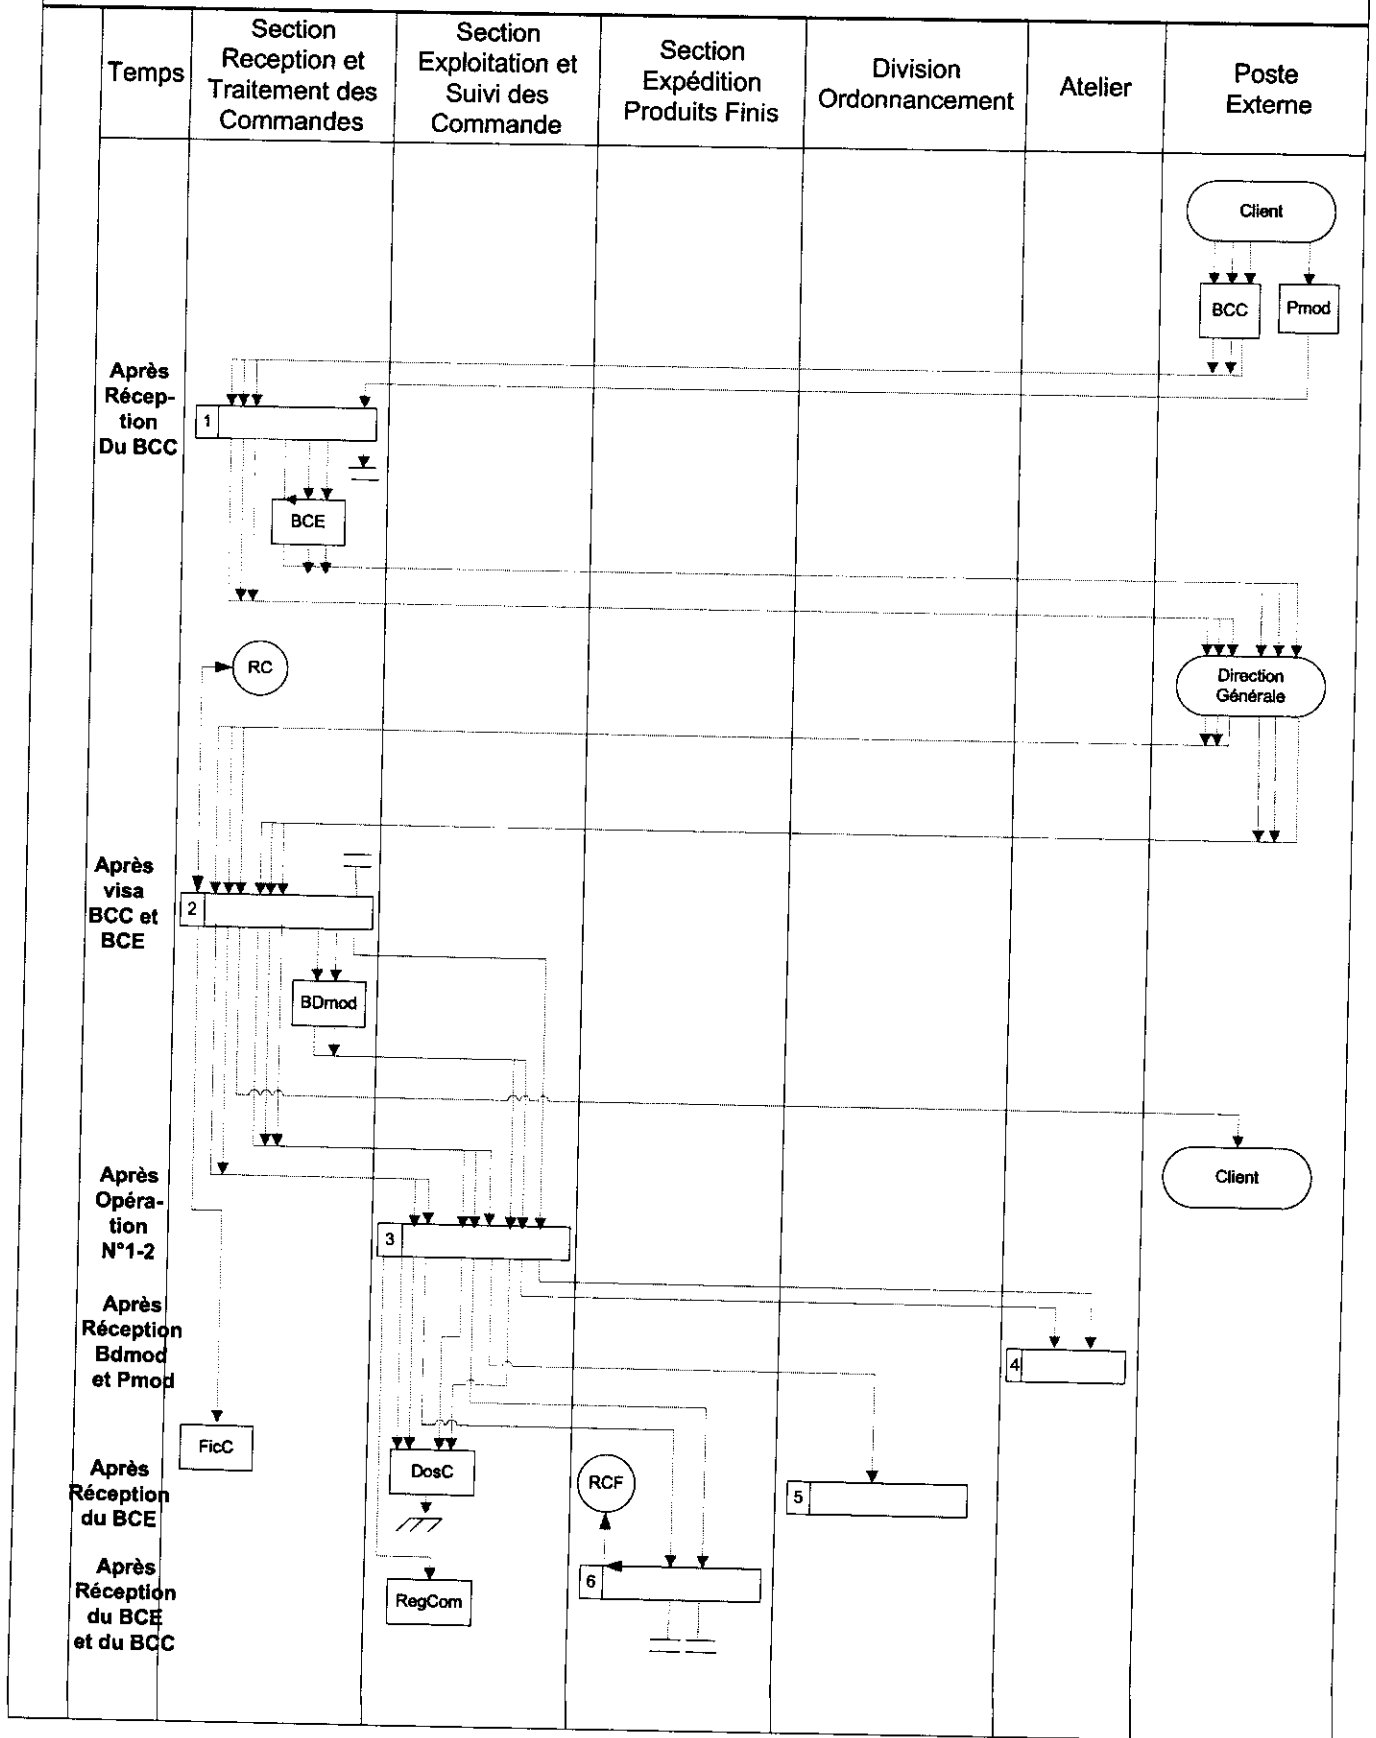 Temps
Section
Reception et
Traitement des
Commandes
Section
Exploitation et
Suivi des
Commande
Section
Expédition
Produits Finis
Division
Ordonnancement
Atelier
Poste
Externe
Client
BCC
Pmod
Après
Récep-
tion
Du BCC
1
BCE
RC
Direction
Générale
Après
visa
BCC et
BCE
2
BDmod
Après
Opéra-
tion
N°1-2
3
Client
Après
Réception
Bdmod
et Pmod
4
FicC
DosC
RCF
5
Après
Réception
du BCE
Après
Réception
du BCE
et du BCC
RegCom
6